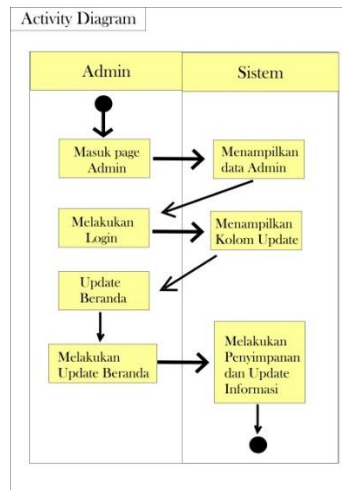 Activity Diagram
Admin
Sistem
Masuk page
Admin
Menampilkan
data Admin
Melakukan
Login
Menampilkan
Kolom Update
Update
Beranda
Melakukan
Update Beranda
Melakukan
Penyimpanan
dan Update
Informasi